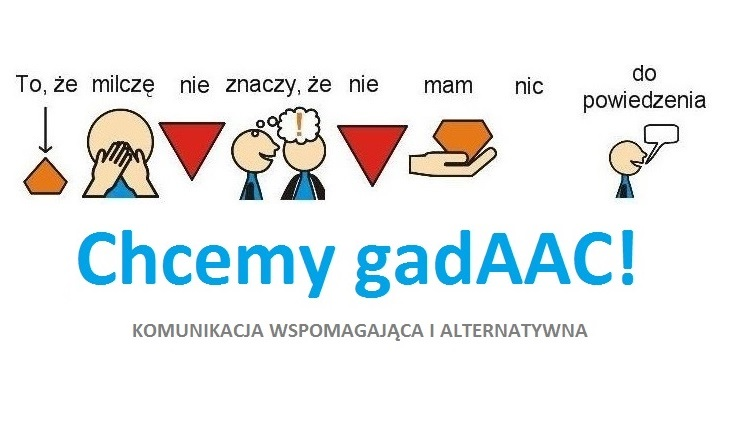 To, że milczę nie znaczy, że nie mam nic do powiedzenia
Chcemy gadAAC!
KOMUNIKACJA WSPOMAGAJĄCA I ALTERNATYWNA